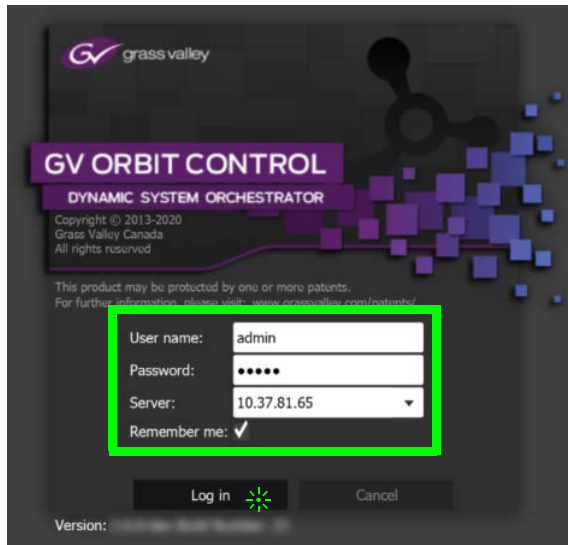 GV grass valley
GV ORBIT CONTROL
DYNAMIC SYSTEM ORCHESTRATOR
Copyright © 2013-2020
Grass Valley Canada
All rights reserved
This product may be protected by one or more patents.
For further information, please visit: www.grassvalley.com/patents/
User name: admin
Password: •••••
Server: 10.37.81.65
Remember me:
Log in Cancel
Version: